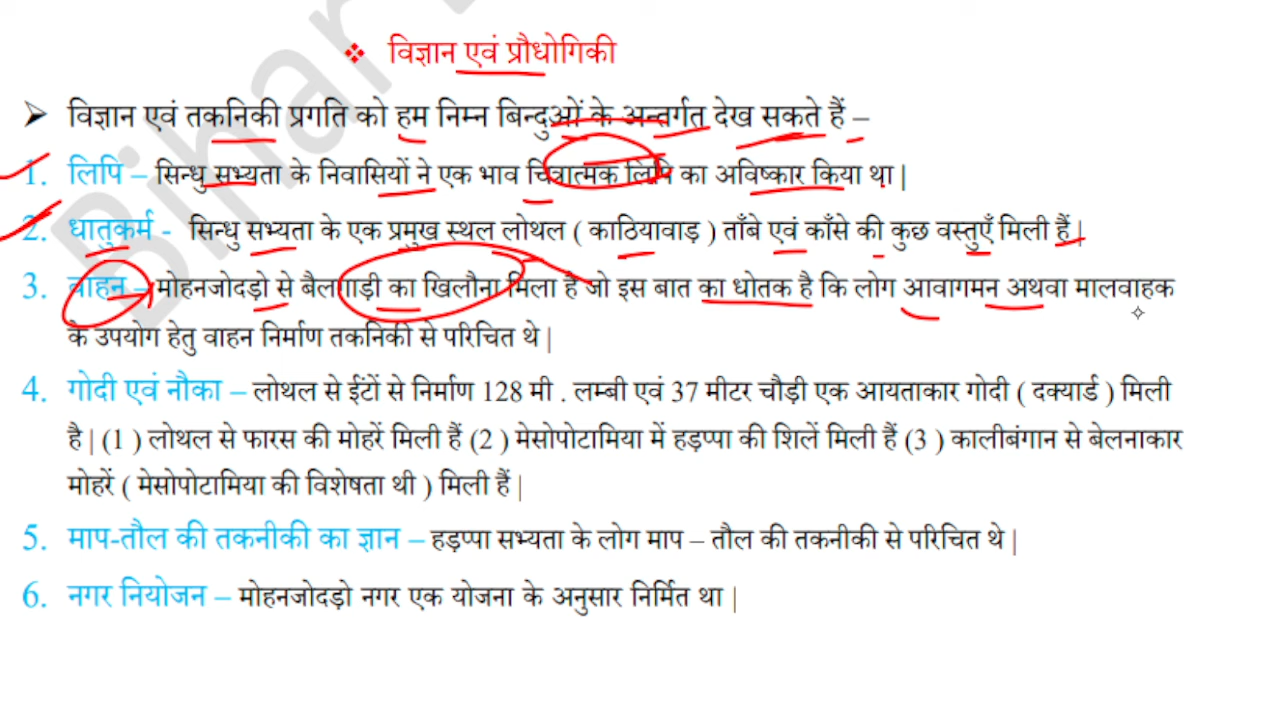 ❖ विज्ञान एवं प्रौधोगिकी
➢ विज्ञान एवं तकनिकी प्रगति को हम निम्न बिन्दुओं के अन्तर्गत देख सकते हैं –
1. लिपि – सिन्धु सभ्यता के निवासियों ने एक भाव चित्रात्मक लिपि का अविष्कार किया था |
2. धातुकर्म - सिन्धु सभ्यता के एक प्रमुख स्थल लोथल ( काठियावाड़ ) ताँबे एवं काँसे की कुछ वस्तुएँ मिली हैं |
3. वाहन – मोहनजोदड़ो से बैलगाड़ी का खिलौना मिला है जो इस बात का धोतक है कि लोग आवागमन अथवा मालवाहक
के उपयोग हेतु वाहन निर्माण तकनिकी से परिचित थे |
4. गोदी एवं नौका – लोथल से ईंटों से निर्माण 128 मी . लम्बी एवं 37 मीटर चौड़ी एक आयताकार गोदी ( दक्यार्ड ) मिली
है | (1 ) लोथल से फारस की मोहरें मिली हैं (2 ) मेसोपोटामिया में हड़प्पा की शिलें मिली हैं (3 ) कालीबंगान से बेलनाकार
मोहरें ( मेसोपोटामिया की विशेषता थी ) मिली हैं |
5. माप-तौल की तकनीकी का ज्ञान – हड़प्पा सभ्यता के लोग माप – तौल की तकनीकी से परिचित थे |
6. नगर नियोजन – मोहनजोदड़ो नगर एक योजना के अनुसार निर्मित था |
Bihar